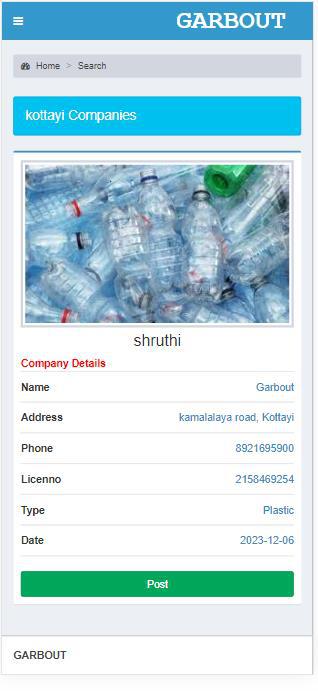 GARBOUT
Home > Search
kottayi Companies
shruthi
Company Details
Name Garbout
Address kamalalaya road, Kottayi
Phone 8921695900
Licenno 2158469254
Type Plastic
Date 2023-12-06
Post
GARBOUT